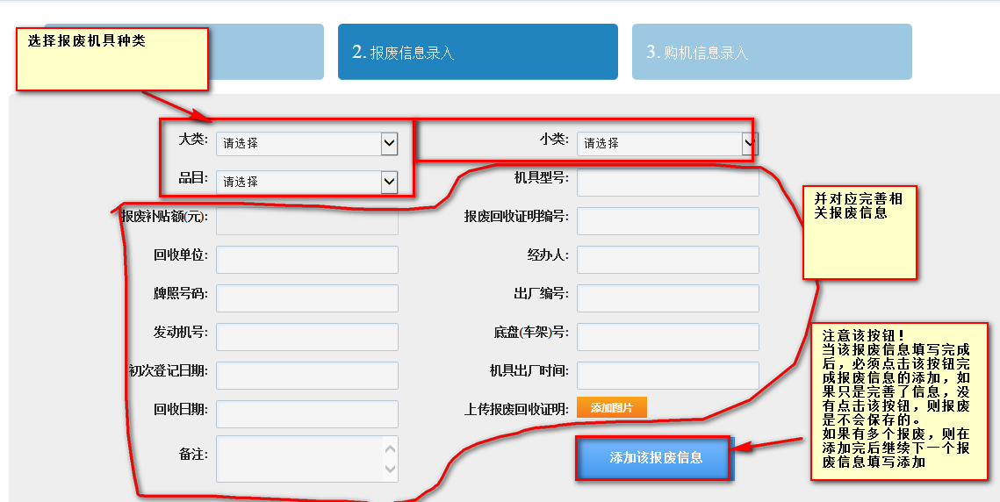 选择报废机具种类
2. 报废信息录入
3. 购机信息录入
大类: 请选择 小类: 请选择
品目: 请选择 机具型号:
报废补贴额(元): 报废回收证明编号:
回收单位: 经办人:
牌照号码: 出厂编号:
发动机号: 底盘(车架)号:
初次登记日期: 机具出厂时间:
回收日期: 上传报废回收证明: 添加图片
备注: 添加该报废信息
并对应完善相
关报废信息
注意该按钮！
当该报废信息填写完成
后，必须点击该按钮完
成报废信息的添加，如
果只是完善了信息，没
有点击该按钮，则报废
是不会保存的。
如果有多个报废，则在
添加完后继续下一个报
废信息填写添加